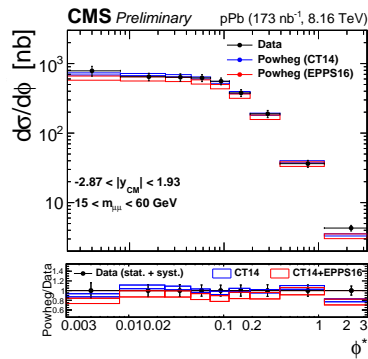 CMS Preliminary pPb (173 nb⁻¹, 8.16 TeV)
dσ/dϕ [nb]
Data
Powheg (CT14)
Powheg (EPPS16)
10³
10²
10
-2.87 < |y_CM| < 1.93
15 < m_μμ < 60 GeV
Powheg/Data
1.4
1.2
1
0.8
0.6
Data (stat. + syst.) CT14 CT14+EPPS16
0.003 0.01 0.02 0.1 0.2 1 2 3
ϕ*